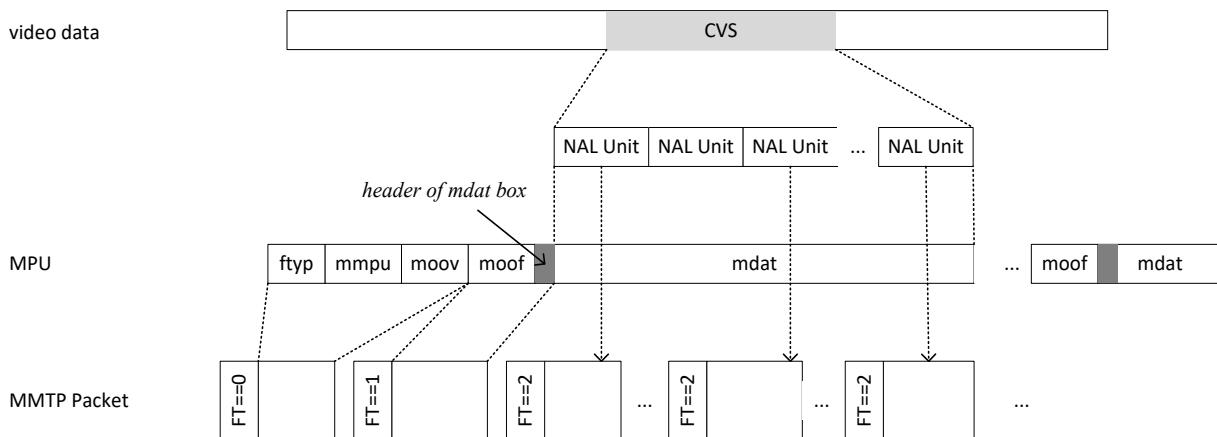 video data CVS
NAL Unit NAL Unit NAL Unit ... NAL Unit
header of mdat box
MPU ftyp mmpu moov moof mdat ... moof mdat
MMTP Packet FT==0 FT==1 FT==2 ... FT==2 ... FT==2 ...